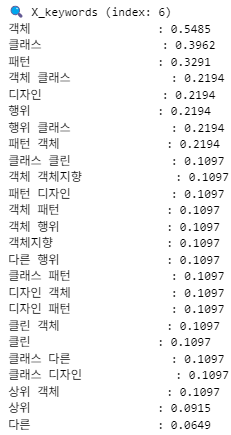 🔍 X_keywords (index: 6)
객체 : 0.5485
클래스 : 0.3962
패턴 : 0.3291
객체 클래스 : 0.2194
디자인 : 0.2194
행위 : 0.2194
행위 클래스 : 0.2194
패턴 객체 : 0.2194
클래스 클린 : 0.1097
객체 객체지향 : 0.1097
패턴 디자인 : 0.1097
객체 패턴 : 0.1097
객체 행위 : 0.1097
객체지향 : 0.1097
다른 행위 : 0.1097
클래스 패턴 : 0.1097
디자인 객체 : 0.1097
디자인 패턴 : 0.1097
클린 객체 : 0.1097
클린 : 0.1097
클래스 다른 : 0.1097
클래스 디자인 : 0.1097
상위 객체 : 0.1097
상위 : 0.0915
다른 : 0.0649